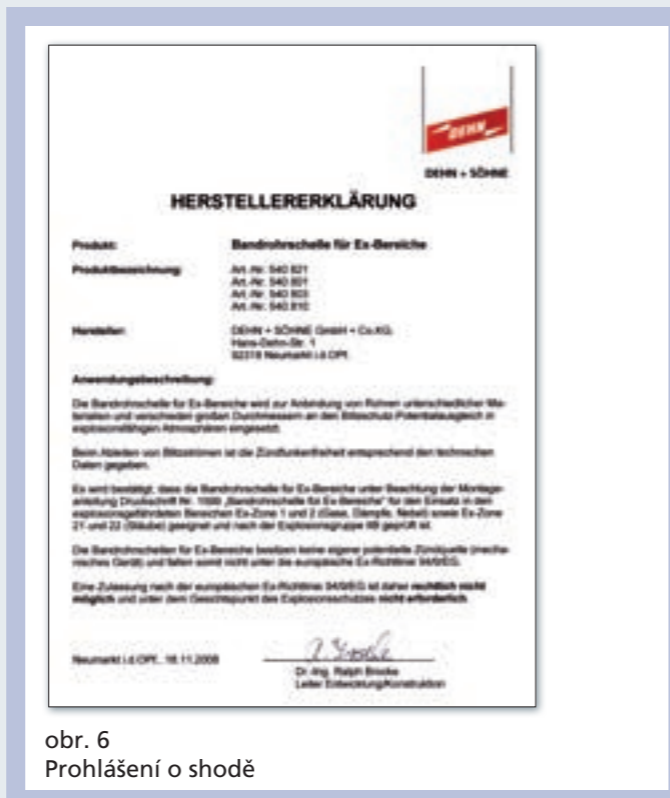 DEHN
DEHN + SÖHNE
HERSTELLERERKLÄRUNG
Produkt: Bandrohrschelle für Ex-Bereiche
Produktbezeichnung: Art.-Nr. 540 821
Art.-Nr. 540 801
Art.-Nr. 540 803
Art.-Nr. 540 810
Hersteller: DEHN + SÖHNE GmbH + Co.KG.
Hans-Dehn-Str. 1
92318 Neumarkt i.d.OPf.
Anwendungsbeschreibung:
Die Bandrohrschelle für Ex-Bereiche wird zur Anbindung von Rohren unterschiedlicher Ma-
terialien und verschieden großen Durchmessern an den Blitzschutz-Potentialausgleich in
explosionsfähigen Atmosphären eingesetzt.
Beim Ableiten von Blitzströmen ist die Zündfunkenfreiheit entsprechend den technischen
Daten gegeben.
Es wird bestätigt, dass die Bandrohrschelle für Ex-Bereiche unter Beachtung der Montage-
anleitung Druckschrift Nr. "Bandrohrschelle für Ex-Bereiche" für den Einsatz in den
explosionsgefährdeten Bereichen Ex-Zone 1 und 2 (Gase, Dämpfe, Nebel) sowie Ex-Zone
21 und 22 (Stäube) geeignet und nach der Explosionsgruppe IIB geprüft ist.
Die Bandrohrschellen für Ex-Bereiche besitzen keine eigene potentielle Zündquelle (mecha-
nisches Gerät) und fallen somit nicht unter die europäische Ex-Richtlinie 94/9/EG.
Eine Zulassung nach der europäischen Ex-Richtlinie 94/9/EG ist daher rechtlich nicht
möglich und unter dem Gesichtspunkt des Explosionsschutzes nicht erforderlich.
Neumarkt i.d.OPf., 18.11.2008
Dr.-Ing. Ralph Brocke
Leiter Entwicklung/Konstruktion
obr. 6
Prohlášení o shodě